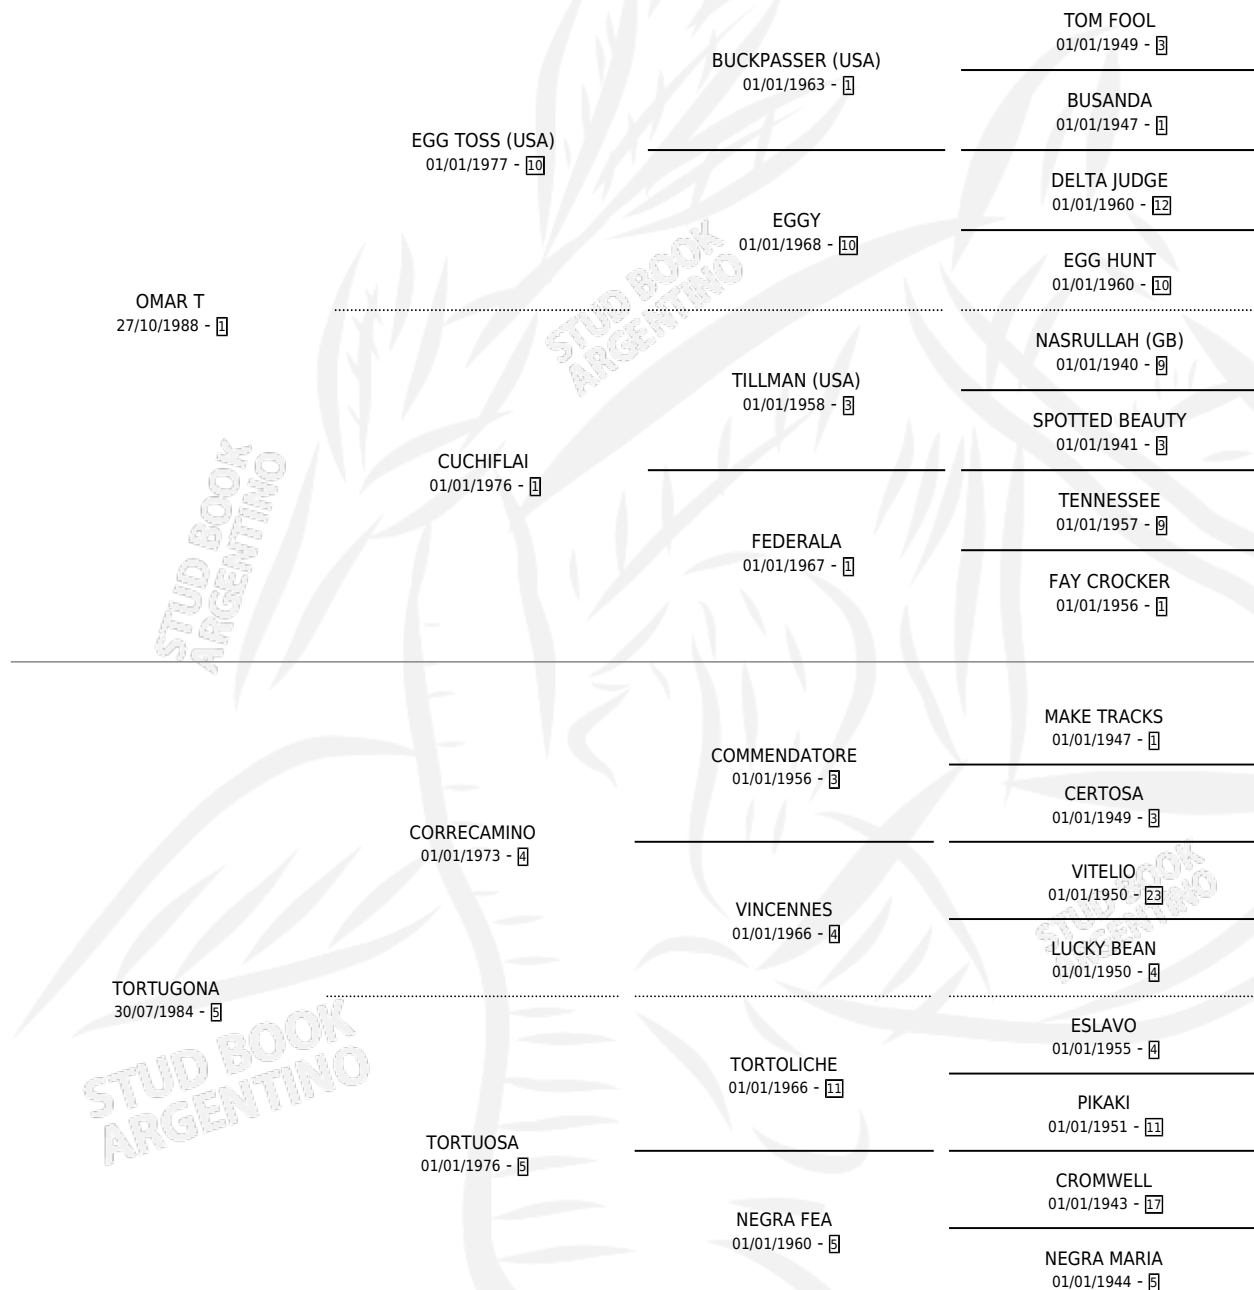 TOM FOOL
01/01/1949 - 3
BUCKPASSER (USA)
01/01/1963 - 1
BUSANDA
01/01/1947 - 1
EGG TOSS (USA)
01/01/1977 - 10
DELTA JUDGE
01/01/1960 - 12
EGGY
01/01/1968 - 10
EGG HUNT
01/01/1960 - 10
OMAR T
27/10/1988 - 1
STUD BOOK
ARGENTINO
NASRULLAH (GB)
01/01/1940 - 9
TILLMAN (USA)
01/01/1958 - 3
SPOTTED BEAUTY
01/01/1941 - 3
CUCHIFLAI
01/01/1976 - 1
TENNESSEE
01/01/1957 - 9
FEDERALA
01/01/1967 - 1
FAY CROCKER
01/01/1956 - 1
STUD BOOK
ARGENTINO
MAKE TRACKS
01/01/1947 - 1
COMMENDATORE
01/01/1956 - 3
CERTOSA
01/01/1949 - 3
CORRECAMINO
01/01/1973 - 4
VITELIO
01/01/1950 - 23
VINCENNES
01/01/1966 - 4
STUD BOOK
ARGENTINO
LUCKY BEAN
01/01/1950 - 4
TORTUGONA
30/07/1984 - 5
STUD BOOK
ARGENTINO
ESLAVO
01/01/1955 - 4
TORTOLICHE
01/01/1966 - 11
PIKAKI
01/01/1951 - 11
TORTUOSA
01/01/1976 - 5
CROMWELL
01/01/1943 - 17
NEGRA FEA
01/01/1960 - 5
NEGRA MARIA
01/01/1944 - 5